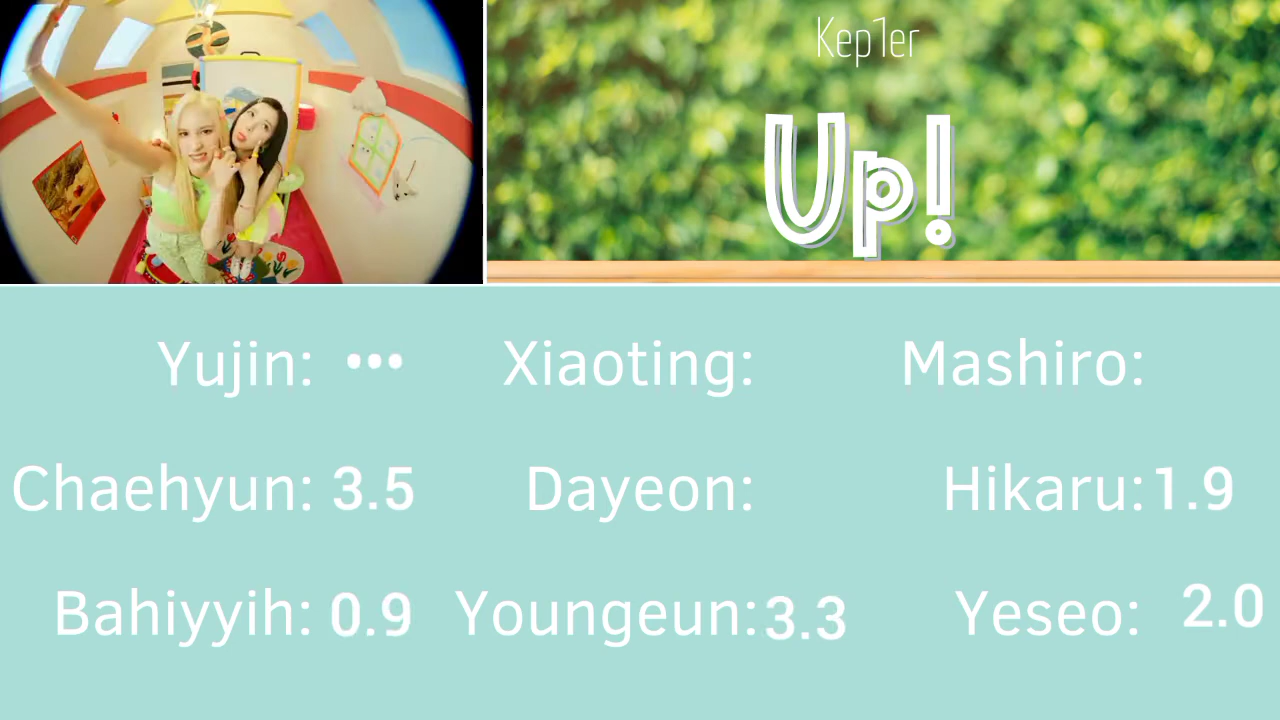 Kep1er
Up!
Yujin: ••• Xiaoting: Mashiro:
Chaehyun: 3.5 Dayeon: Hikaru: 1.9
Bahiyyih: 0.9 Youngeun: 3.3 Yeseo: 2.0